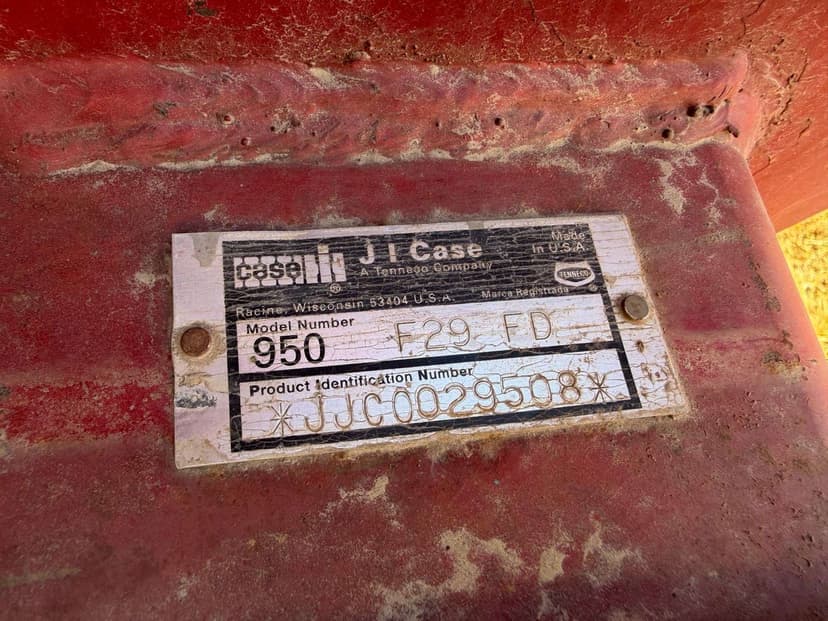 case IH ®
J I Case
A Tenneco Company
Made
In U.S.A.
TENNECO ®
Racine, Wisconsin 53404 U.S.A.
Marca Registrada
Model Number
950 F29 FD
Product Identification Number
*JJC0029508*